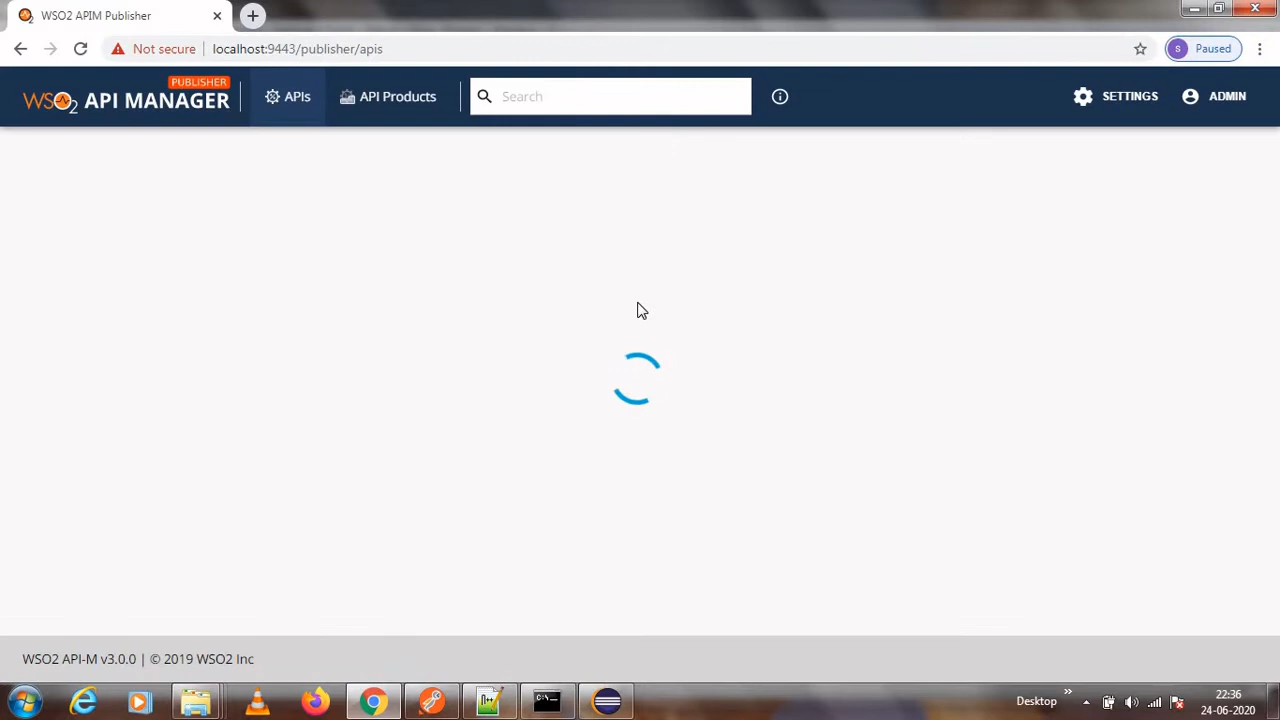 WSO2 APIM Publisher
Not secure
localhost:9443/publisher/apis
S
Paused
PUBLISHER
WSO2 API MANAGER
APIs
API Products
Search
SETTINGS
ADMIN
WSO2 API-M v3.0.0 | © 2019 WSO2 Inc
Desktop
22:36
24-06-2020